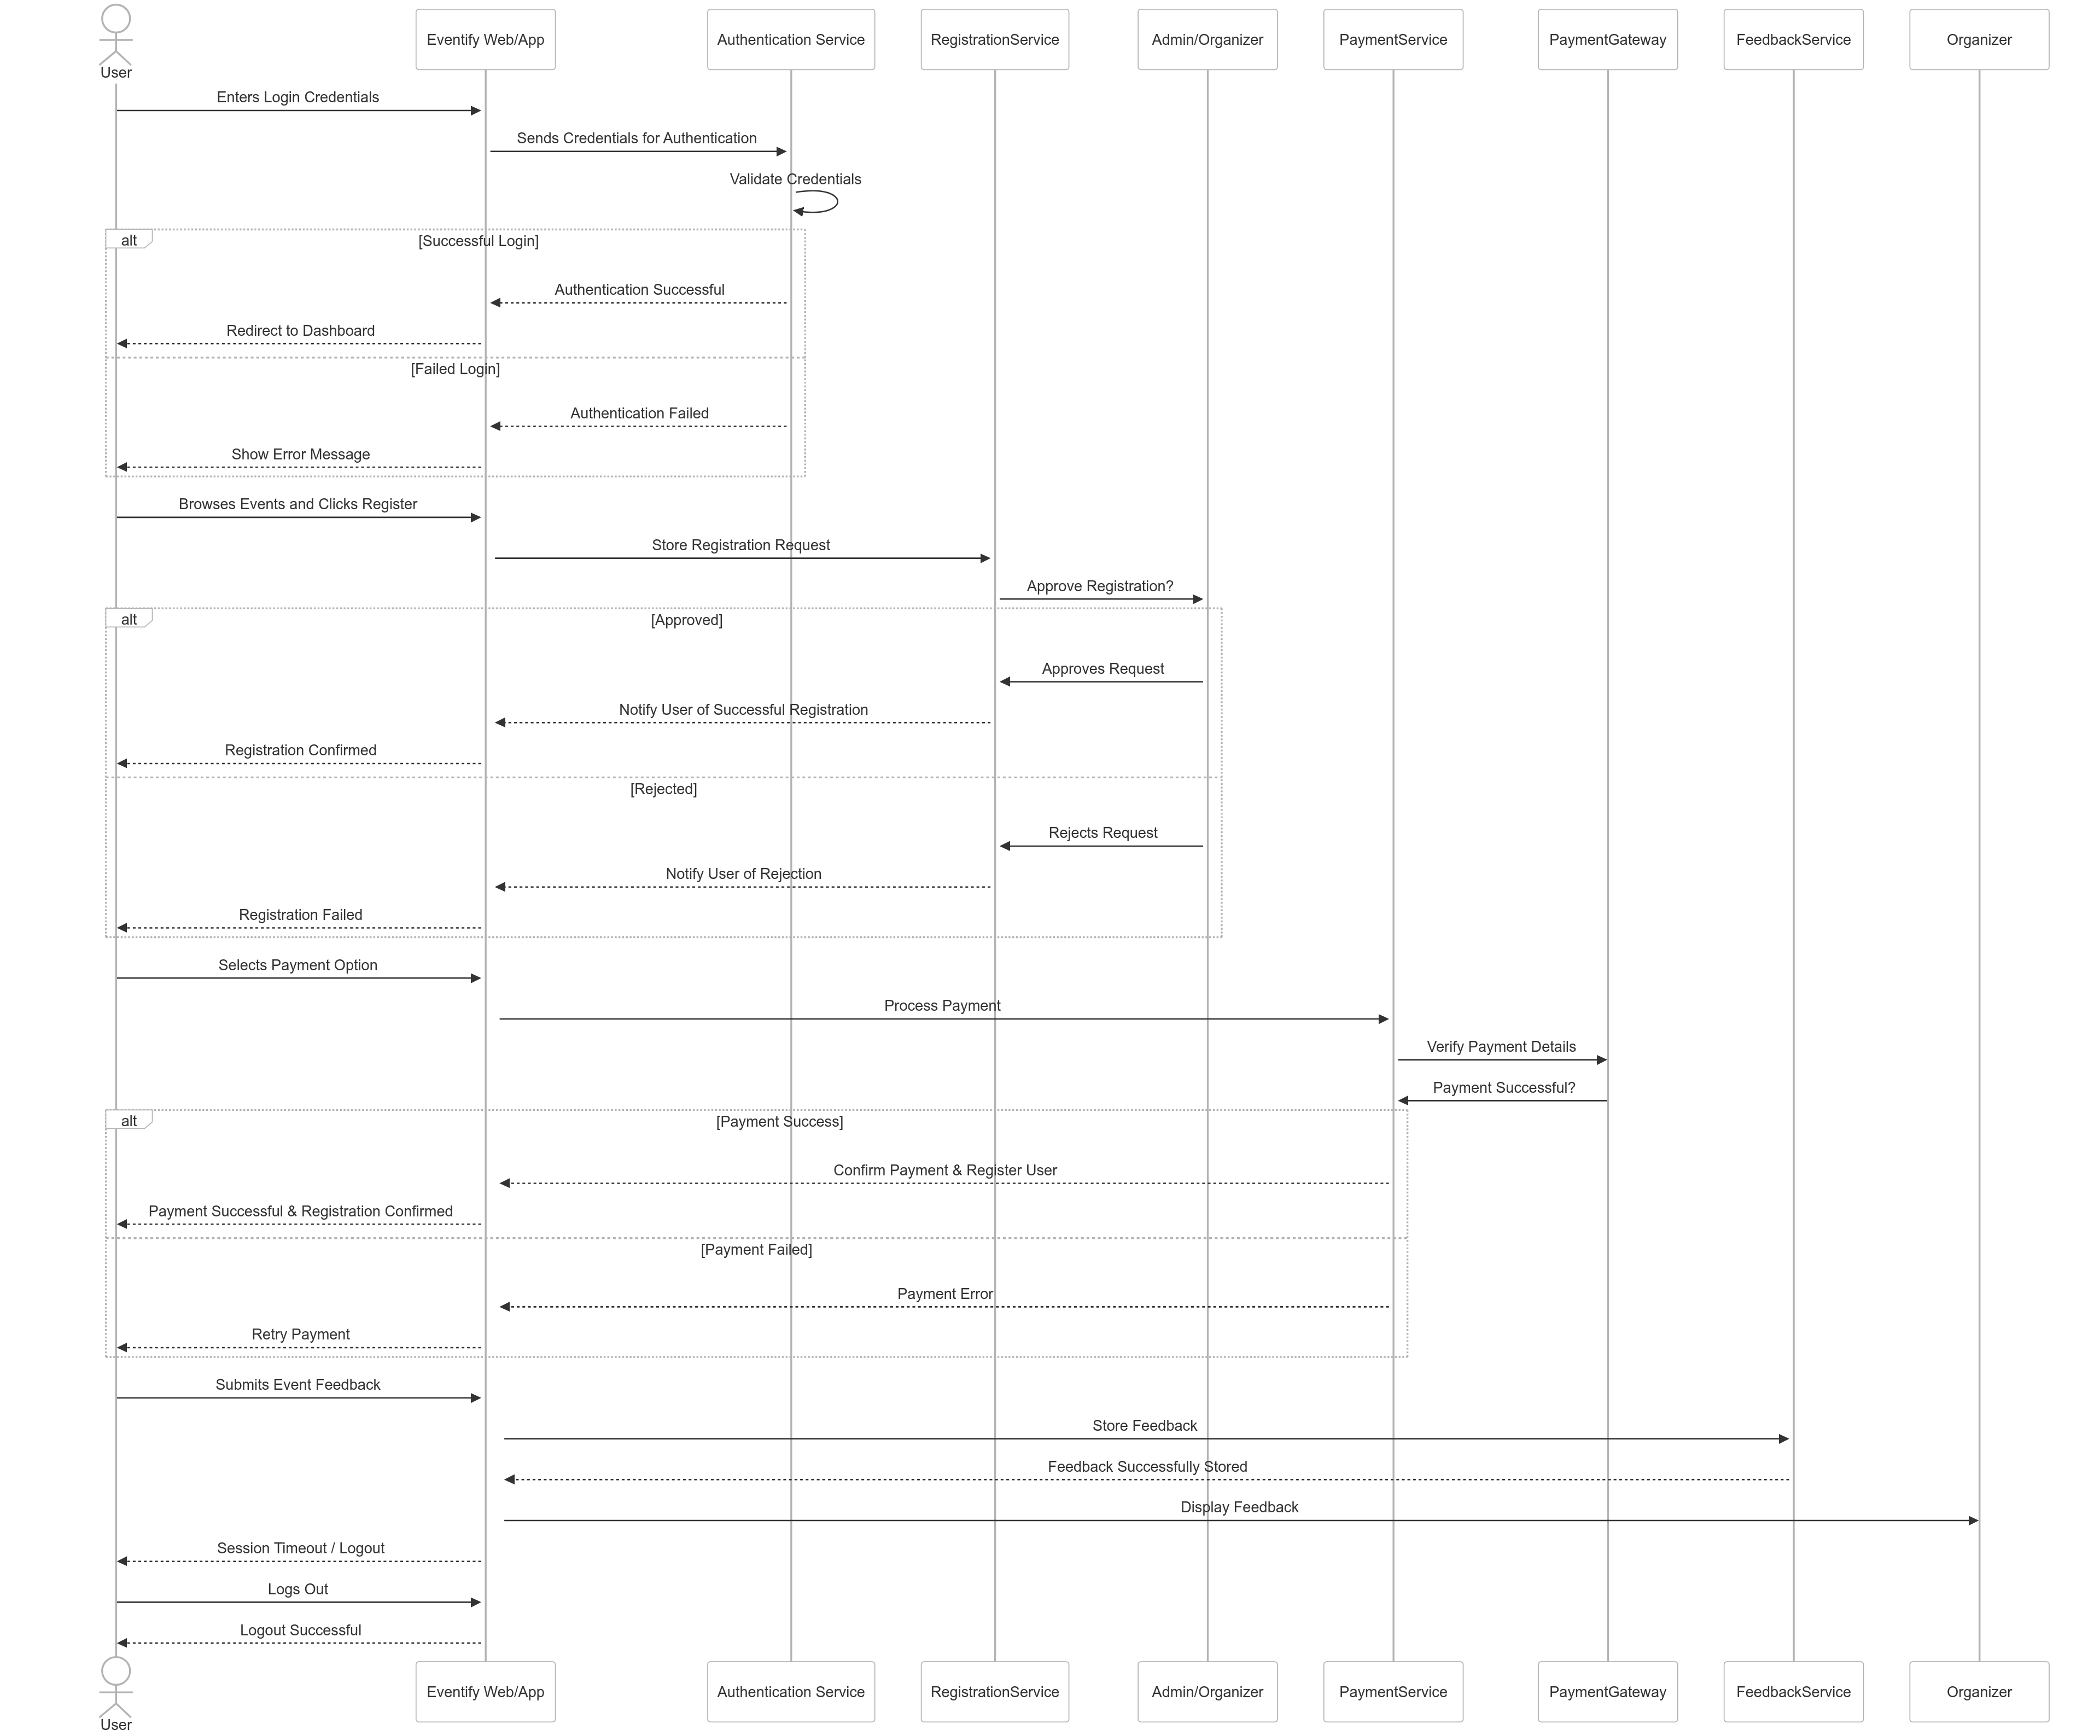 User
Eventify Web/App
Authentication Service
RegistrationService
Admin/Organizer
PaymentService
PaymentGateway
FeedbackService
Organizer
Enters Login Credentials
Sends Credentials for Authentication
Validate Credentials
alt
[Successful Login]
Authentication Successful
Redirect to Dashboard
[Failed Login]
Authentication Failed
Show Error Message
Browses Events and Clicks Register
Store Registration Request
Approve Registration?
alt
[Approved]
Approves Request
Notify User of Successful Registration
Registration Confirmed
[Rejected]
Rejects Request
Notify User of Rejection
Registration Failed
Selects Payment Option
Process Payment
Verify Payment Details
Payment Successful?
alt
[Payment Success]
Confirm Payment & Register User
Payment Successful & Registration Confirmed
[Payment Failed]
Payment Error
Retry Payment
Submits Event Feedback
Store Feedback
Feedback Successfully Stored
Display Feedback
Session Timeout / Logout
Logs Out
Logout Successful
User
Eventify Web/App
Authentication Service
RegistrationService
Admin/Organizer
PaymentService
PaymentGateway
FeedbackService
Organizer